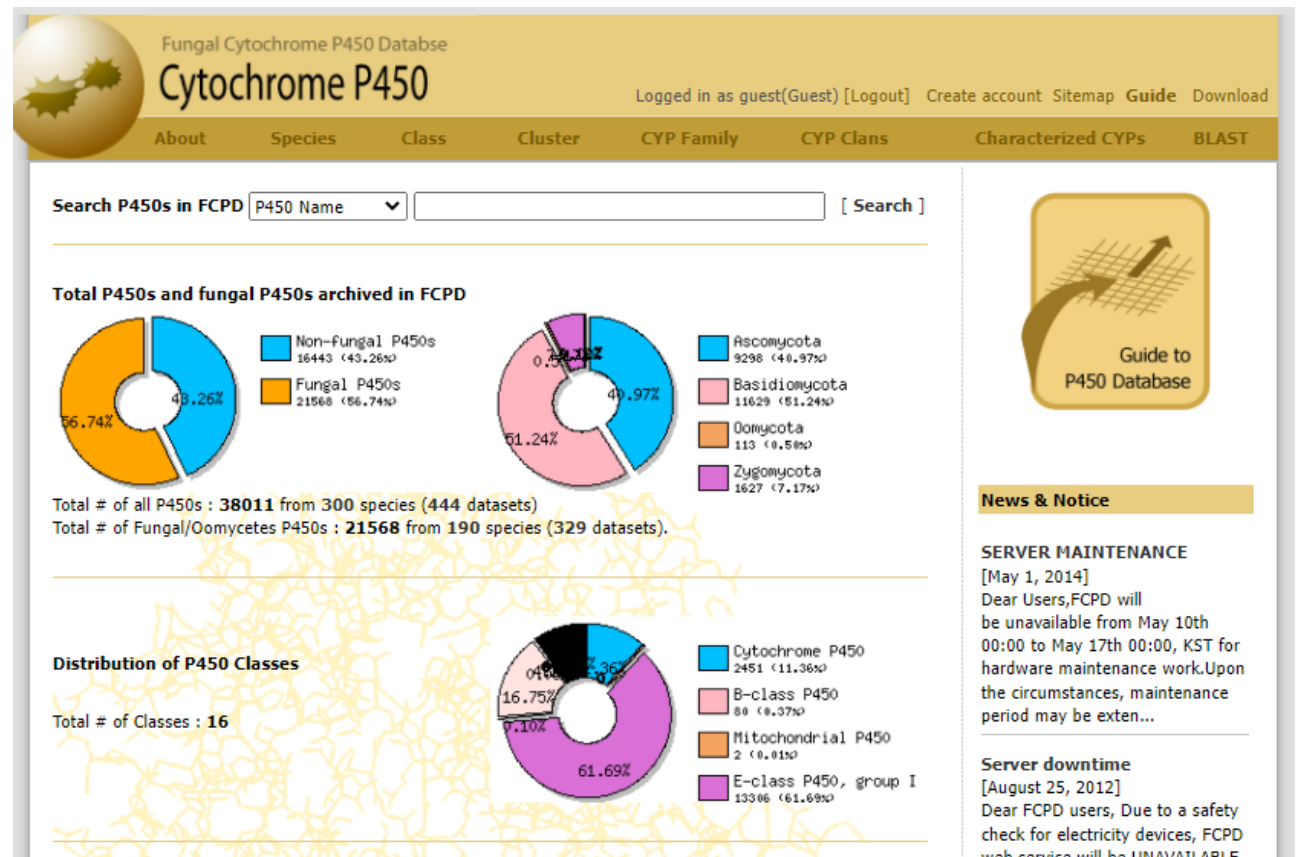 Fungal Cytochrome P450 Databse
Cytochrome P450
Logged in as guest(Guest) [Logout] Create account Sitemap Guide Download
About Species Class Cluster CYP Family CYP Clans Characterized CYPs BLAST
Search P450s in FCPD P450 Name [ Search ]
Total P450s and fungal P450s archived in FCPD
43.26%
56.74%
Non-fungal P450s
16443 (43.26%)
Fungal P450s
21568 (56.74%)
40.97%
51.24%
Ascomycota
9298 (40.97%)
Basidiomycota
11629 (51.24%)
Oomycota
113 (0.50%)
Zygomycota
1627 (7.17%)
Total # of all P450s : 38011 from 300 species (444 datasets)
Total # of Fungal/Oomycetes P450s : 21568 from 190 species (329 datasets).
Distribution of P450 Classes
Total # of Classes : 16
16.75%
61.69%
Cytochrome P450
2451 (11.36%)
B-class P450
80 (0.37%)
Mitochondrial P450
2 (0.01%)
E-class P450, group I
13306 (61.69%)
Guide to
P450 Database
News & Notice
SERVER MAINTENANCE
[May 1, 2014]
Dear Users,FCPD will
be unavailable from May 10th
00:00 to May 17th 00:00, KST for
hardware maintenance work.Upon
the circumstances, maintenance
period may be exten...
Server downtime
[August 25, 2012]
Dear FCPD users, Due to a safety
check for electricity devices, FCPD
web service will be UNAVAILABLE